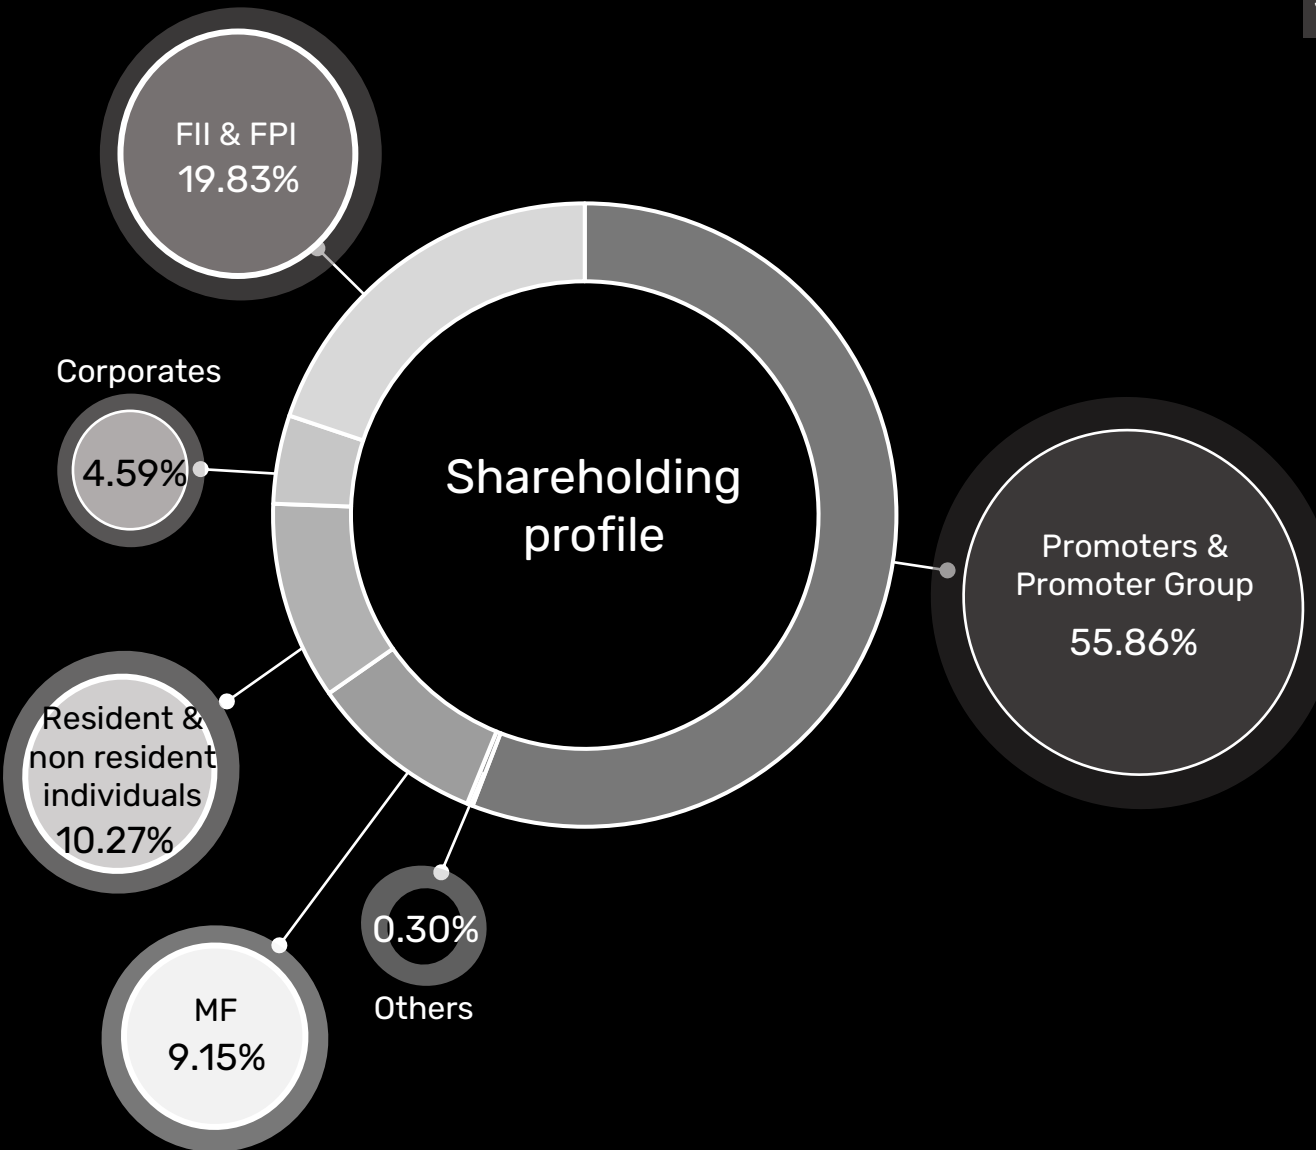 FII & FPI
19.83%
Corporates
4.59%
Shareholding
profile
Promoters &
Promoter Group
55.86%
Resident &
non resident
individuals
10.27%
0.30%
Others
MF
9.15%